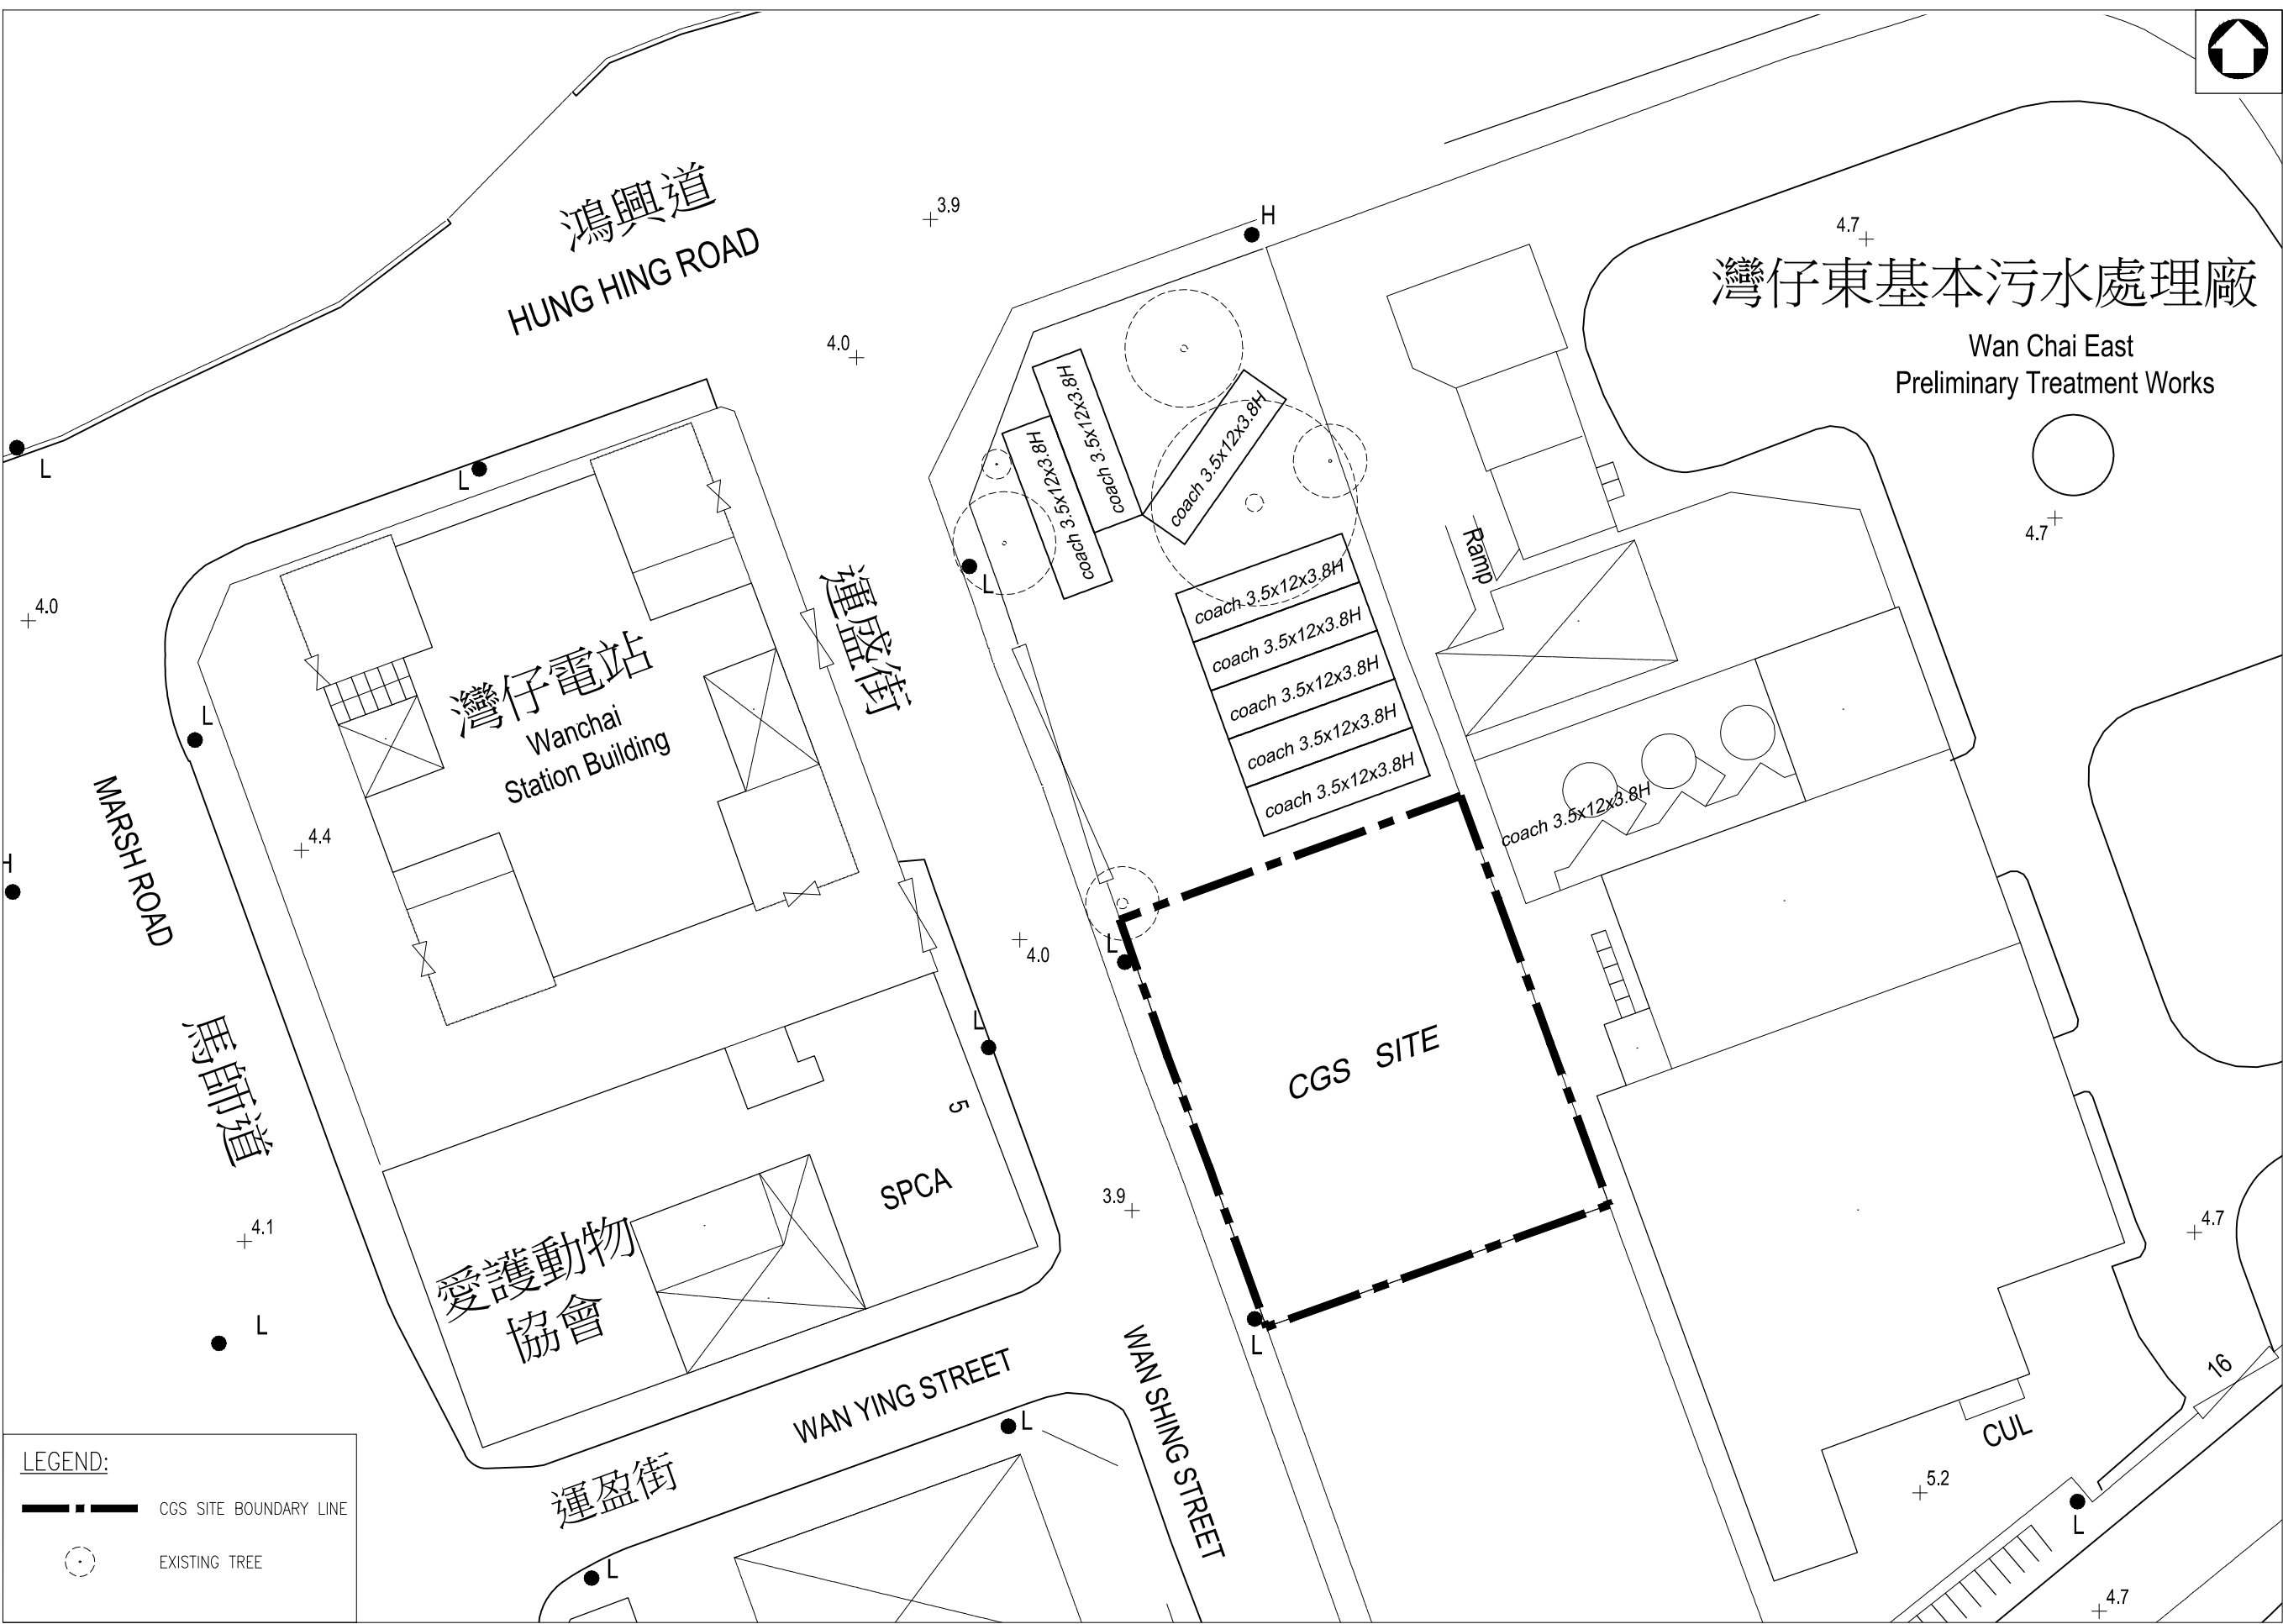 鴻興道
HUNG HING ROAD
3.9
H
4.7
灣仔東基本污水處理廠
Wan Chai East
Preliminary Treatment Works
4.0
coach 3.5x12x3.8H
coach 3.5x12x3.8H
coach 3.5x12x3.8H
L
L
4.7
Ramp
L
運盛街
4.0
coach 3.5x12x3.8H
coach 3.5x12x3.8H
coach 3.5x12x3.8H
coach 3.5x12x3.8H
coach 3.5x12x3.8H
灣仔電站
Wanchai
Station Building
L
MARSH ROAD
4.4
coach 3.5x12x3.8H
H
L
4.0
L
CGS SITE
馬師道
5
SPCA
3.9
4.1
4.7
愛護動物
協會
L
L
WAN YING STREET
WAN SHING STREET
16
L
CUL
運盈街
5.2
L
L
4.7
LEGEND:
CGS SITE BOUNDARY LINE
EXISTING TREE